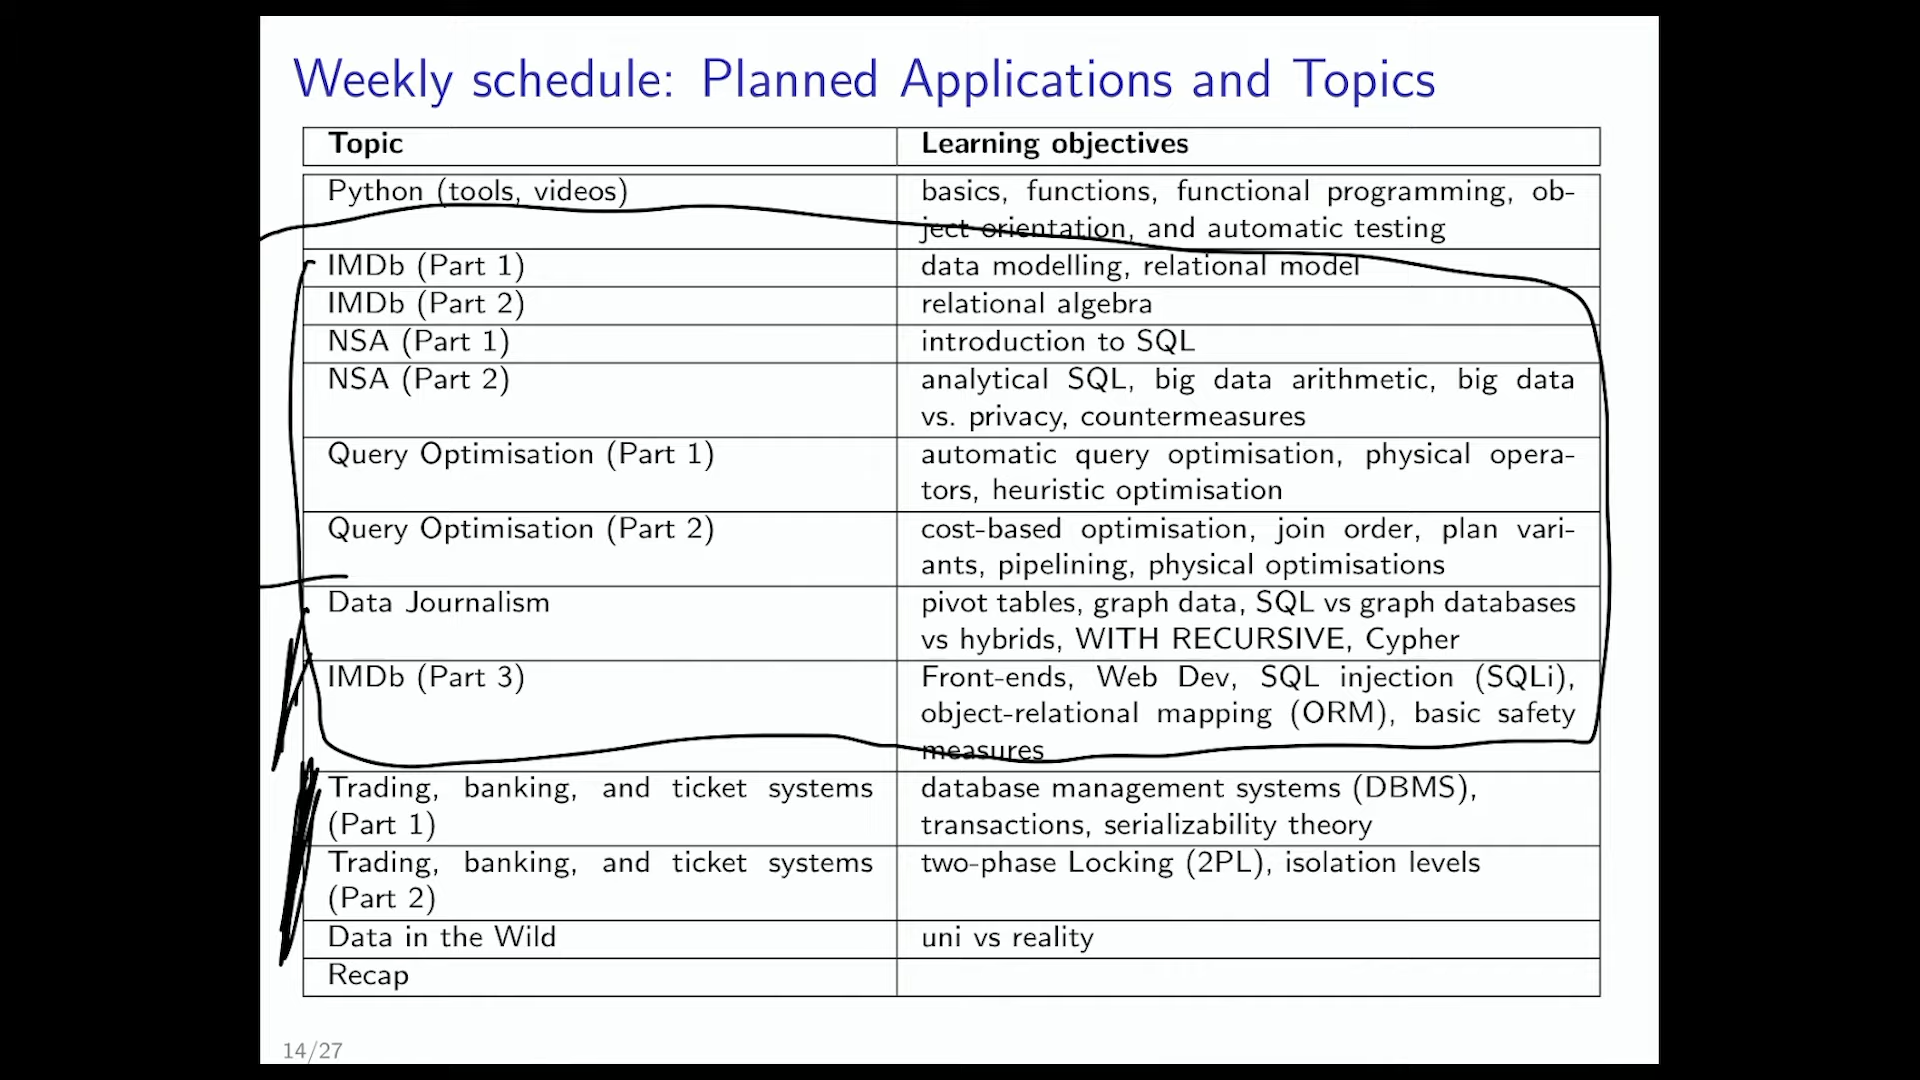 Weekly schedule: Planned Applications and Topics
Topic Learning objectives
Python (tools, videos) basics, functions, functional programming, ob-
ject orientation, and automatic testing
IMDb (Part 1) data modelling, relational model
IMDb (Part 2) relational algebra
NSA (Part 1) introduction to SQL
NSA (Part 2) analytical SQL, big data arithmetic, big data
vs. privacy, countermeasures
Query Optimisation (Part 1) automatic query optimisation, physical opera-
tors, heuristic optimisation
Query Optimisation (Part 2) cost-based optimisation, join order, plan vari-
ants, pipelining, physical optimisations
Data Journalism pivot tables, graph data, SQL vs graph databases
vs hybrids, WITH RECURSIVE, Cypher
IMDb (Part 3) Front-ends, Web Dev, SQL injection (SQLi),
object-relational mapping (ORM), basic safety
measures
Trading, banking, and ticket systems database management systems (DBMS),
(Part 1) transactions, serializability theory
Trading, banking, and ticket systems two-phase Locking (2PL), isolation levels
(Part 2)
Data in the Wild uni vs reality
Recap
14/27